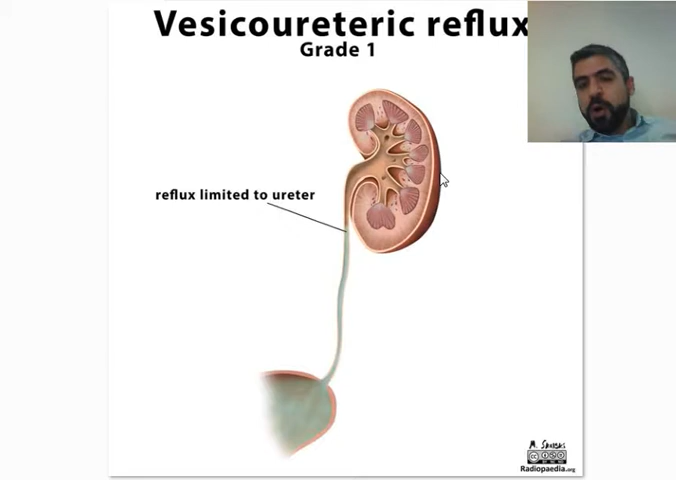 Vesicoureteric reflux
Grade 1
reflux limited to ureter
Radiopaedia.org